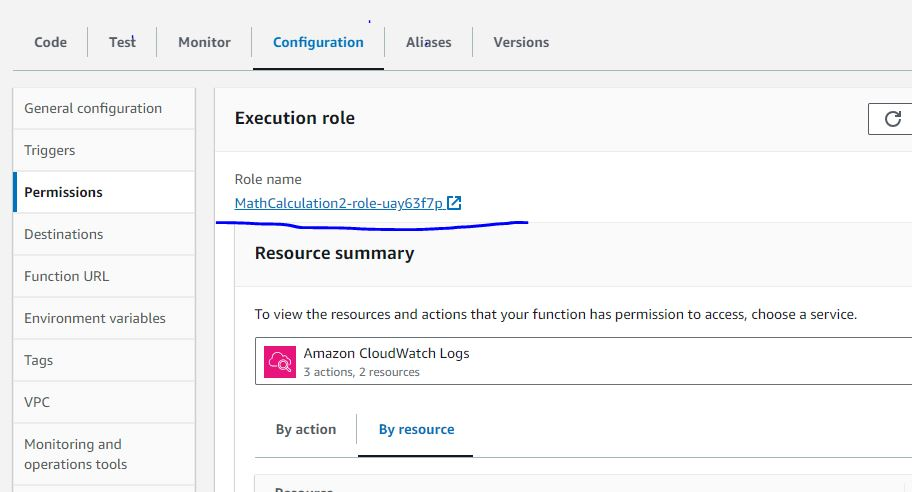 Code Test Monitor Configuration Aliases Versions
General configuration
Triggers
Permissions
Destinations
Function URL
Environment variables
Tags
VPC
Monitoring and
operations tools
Execution role
Role name
MathCalculation2-role-uay63f7p
Resource summary
To view the resources and actions that your function has permission to access, choose a service.
Amazon CloudWatch Logs
3 actions, 2 resources
By action By resource
Resource